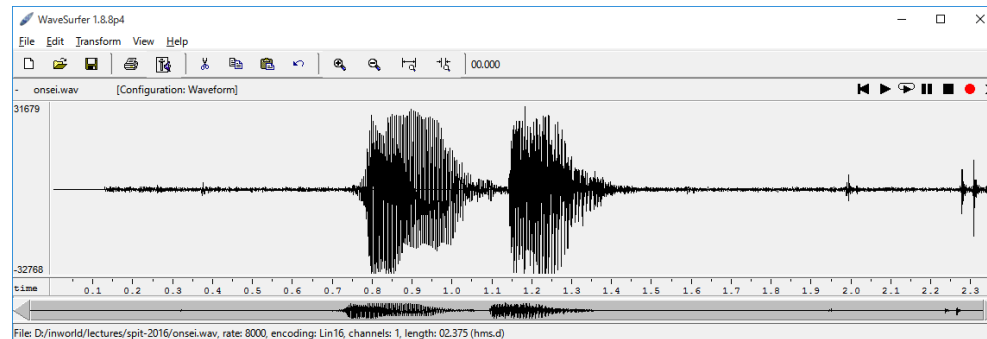 WaveSurfer 1.8.8p4
File Edit Transform View Help
00.000
- onsei.wav [Configuration: Waveform]
31679
-32768
time 0.1 0.2 0.3 0.4 0.5 0.6 0.7 0.8 0.9 1.0 1.1 1.2 1.3 1.4 1.5 1.6 1.7 1.8 1.9 2.0 2.1 2.2 2.3
File: D:/inworld/lectures/spit-2016/onsei.wav, rate: 8000, encoding: Lin16, channels: 1, length: 02.375 (hms.d)